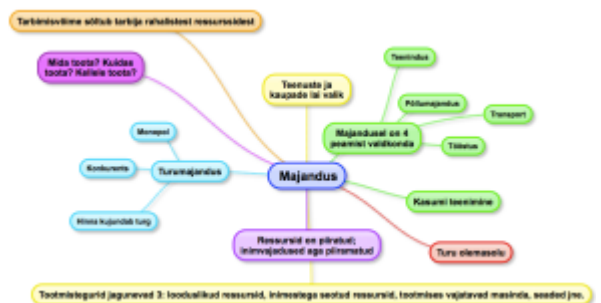 Tarbimisvõime sõltub tarbija rahalistest ressurssidest
Mida toota? Kuidas
toota? Kellele toota?
Teenuste ja
kaupade lai valik
Teenindus
Põllumajandus
Transport
Tööstus
Majandusel on 4
peamist valdkonda
Monopol
Konkurents
Turumajandus
Hinna kujundab turg
Majandus
Kasumi teenimine
Ressursid on piiratud;
inimvajadused aga piiramatud
Turu olemasolu
Tootmistegurid jagunevad 3: looduslikud ressursid, inimestega seotud ressursid, tootmises vajatavad masinda, seaded jne.